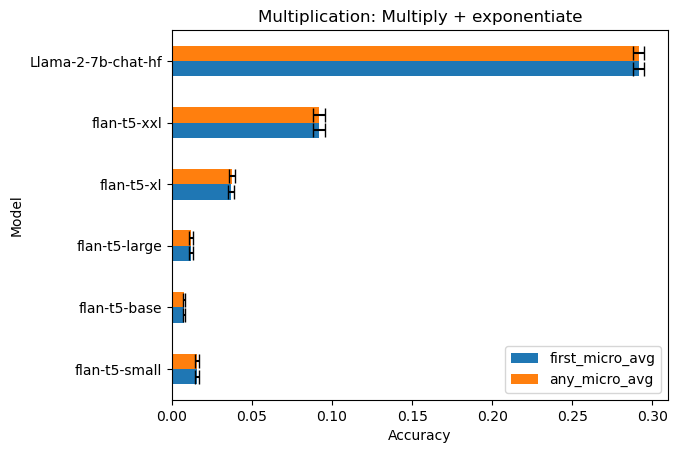 Multiplication: Multiply + exponentiate
Llama-2-7b-chat-hf
flan-t5-xxl
flan-t5-xl
flan-t5-large
flan-t5-base
flan-t5-small
Model
first_micro_avg
any_micro_avg
0.00 0.05 0.10 0.15 0.20 0.25 0.30
Accuracy